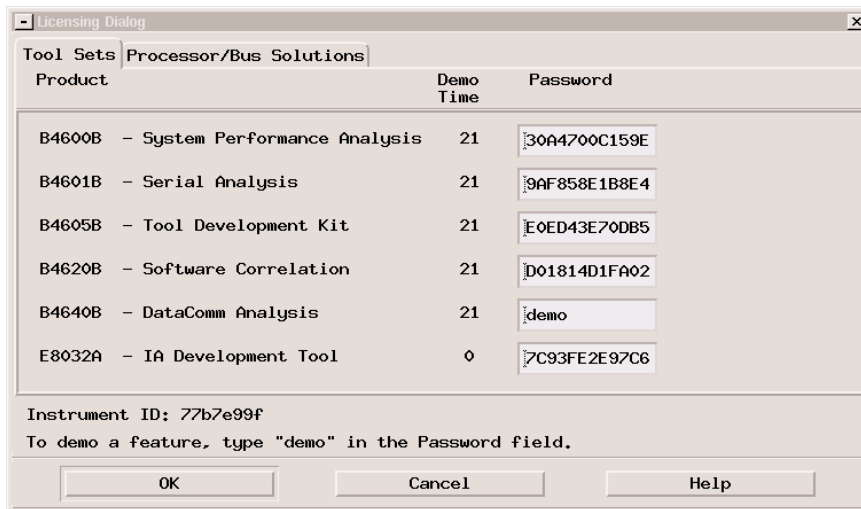 Licensing Dialog
Tool Sets Processor/Bus Solutions
Product Demo Time Password
B4600B - System Performance Analysis 21 30A4700C159E
B4601B - Serial Analysis 21 9AF858E1B8E4
B4605B - Tool Development Kit 21 E0ED43E70DB5
B4620B - Software Correlation 21 D01814D1FA02
B4640B - DataComm Analysis 21 demo
E8032A - IA Development Tool 0 7C93FE2E97C6
Instrument ID: 77b7e99f
To demo a feature, type "demo" in the Password field.
OK Cancel Help